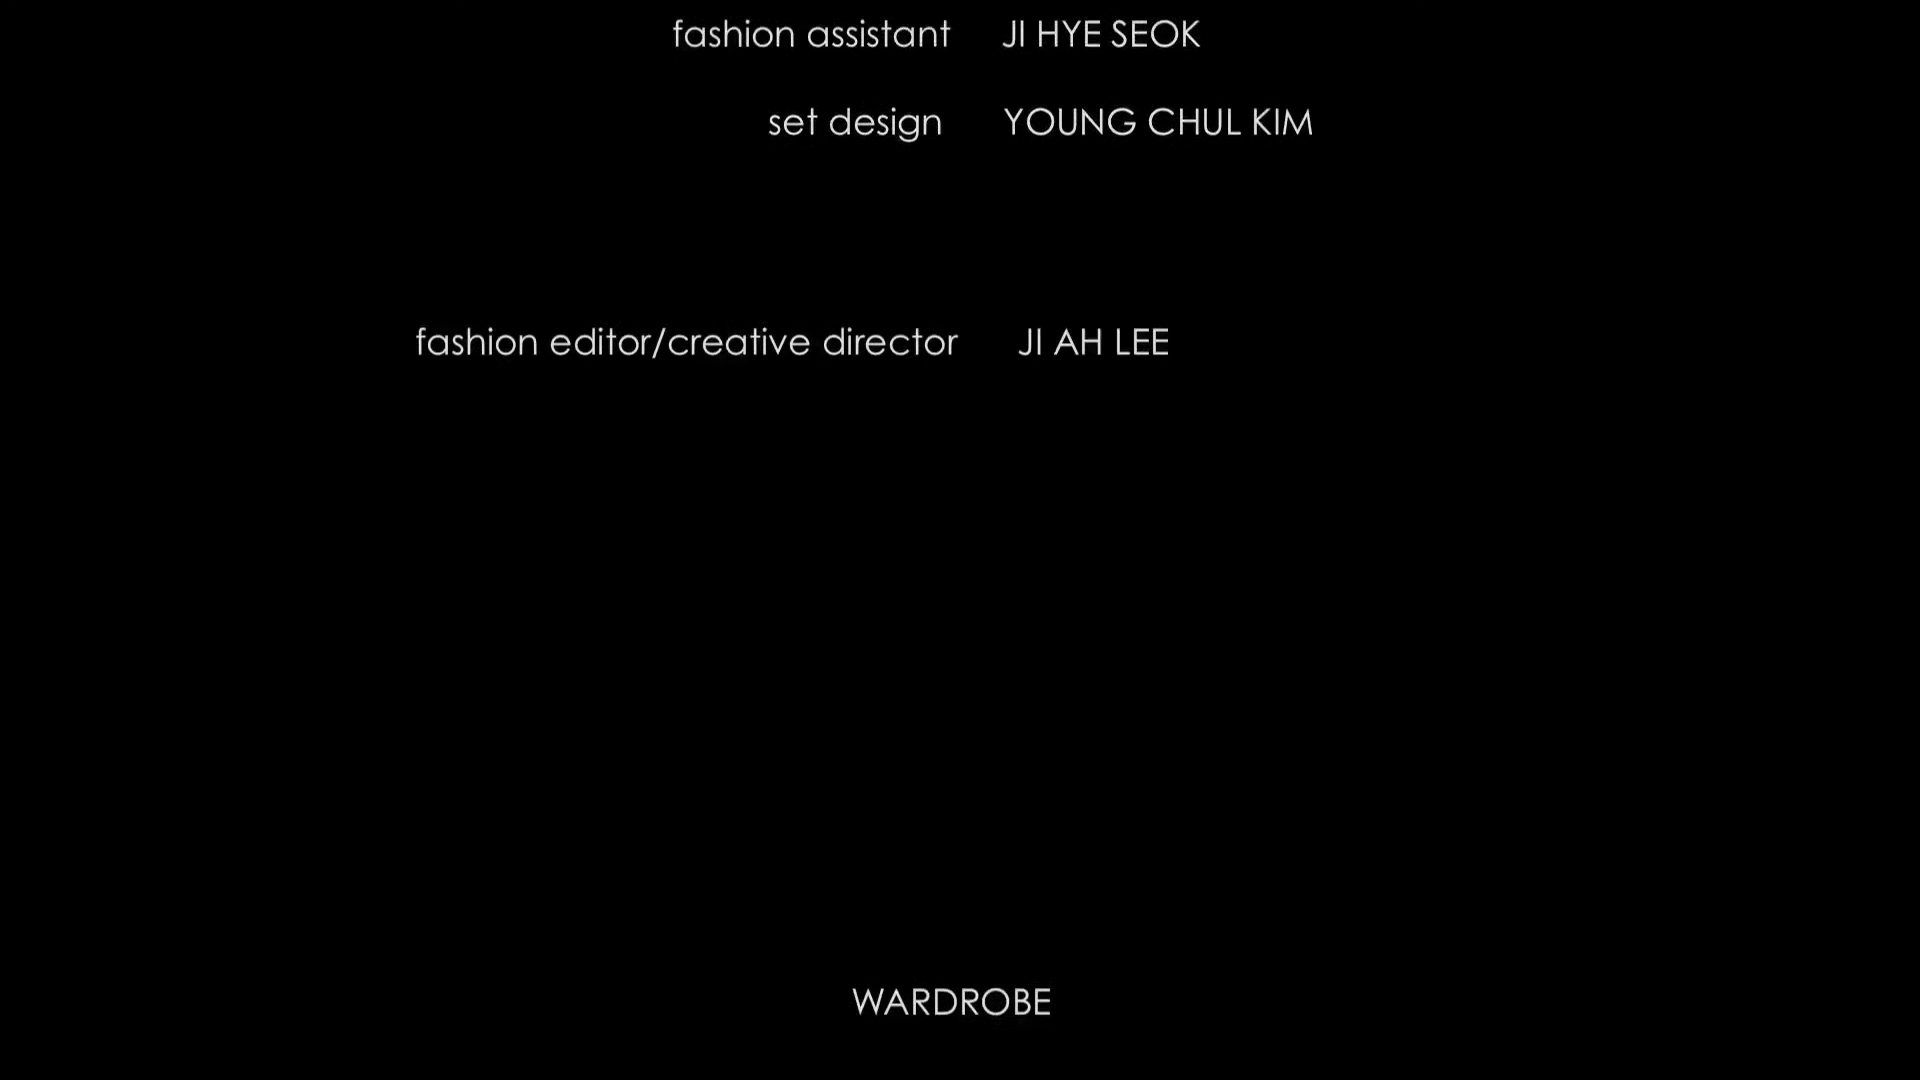 fashion assistant JI HYE SEOK
set design YOUNG CHUL KIM
fashion editor/creative director JI AH LEE
WARDROBE